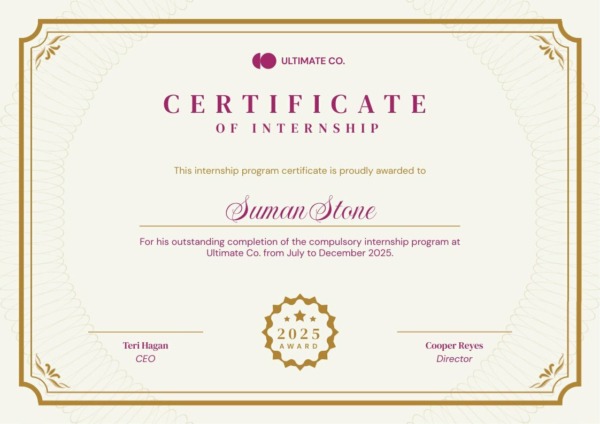 ULTIMATE CO.
CERTIFICATE
OF INTERNSHIP
This internship program certificate is proudly awarded to
Suman Stone
For his outstanding completion of the compulsory internship program at
Ultimate Co. from July to December 2025.
2025
AWARD
Teri Hagan
CEO
Cooper Reyes
Director